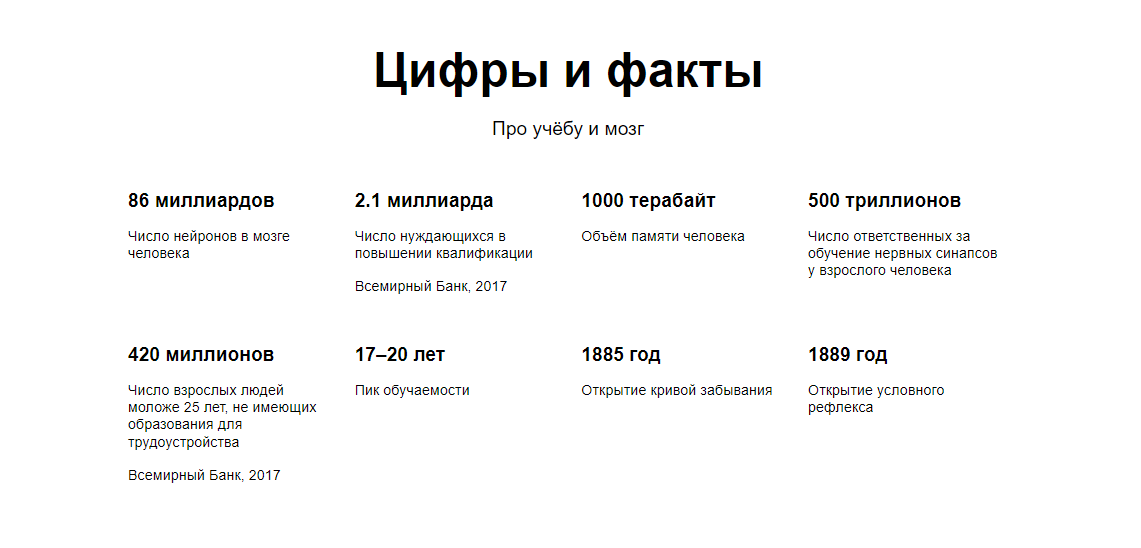 Цифры и факты
Про учёбу и мозг
86 миллиардов
Число нейронов в мозге
человека
2.1 миллиарда
Число нуждающихся в
повышении квалификации
Всемирный Банк, 2017
1000 терабайт
Объём памяти человека
500 триллионов
Число ответственных за
обучение нервных синапсов
у взрослого человека
420 миллионов
Число взрослых людей
моложе 25 лет, не имеющих
образования для
трудоустройства
Всемирный Банк, 2017
17–20 лет
Пик обучаемости
1885 год
Открытие кривой забывания
1889 год
Открытие условного
рефлекса